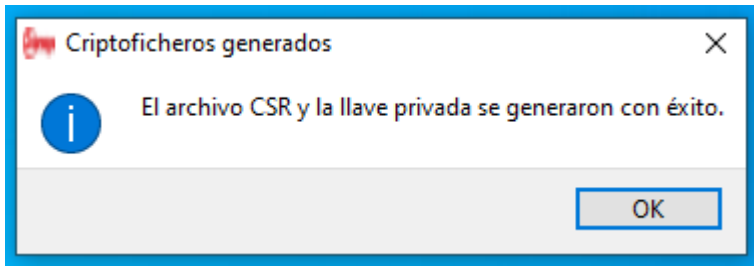 Criptoficheros generados
El archivo CSR y la llave privada se generaron con éxito.
OK